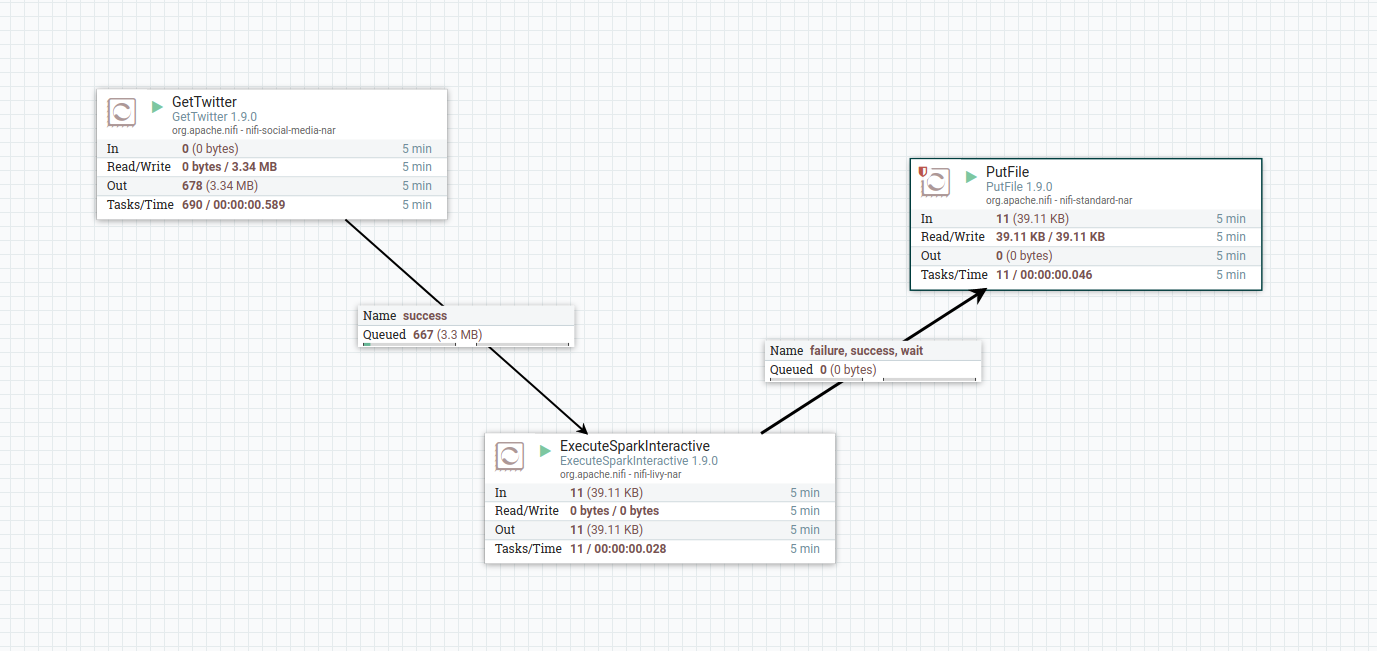 GetTwitter
GetTwitter 1.9.0
org.apache.nifi - nifi-social-media-nar
In 0 (0 bytes) 5 min
Read/Write 0 bytes / 3.34 MB 5 min
Out 678 (3.34 MB) 5 min
Tasks/Time 690 / 00:00:00.589 5 min
PutFile
PutFile 1.9.0
org.apache.nifi - nifi-standard-nar
In 11 (39.11 KB) 5 min
Read/Write 39.11 KB / 39.11 KB 5 min
Out 0 (0 bytes) 5 min
Tasks/Time 11 / 00:00:00.046 5 min
Name success
Queued 667 (3.3 MB)
Name failure, success, wait
Queued 0 (0 bytes)
ExecuteSparkInteractive
ExecuteSparkInteractive 1.9.0
org.apache.nifi - nifi-livy-nar
In 11 (39.11 KB) 5 min
Read/Write 0 bytes / 0 bytes 5 min
Out 11 (39.11 KB) 5 min
Tasks/Time 11 / 00:00:00.028 5 min